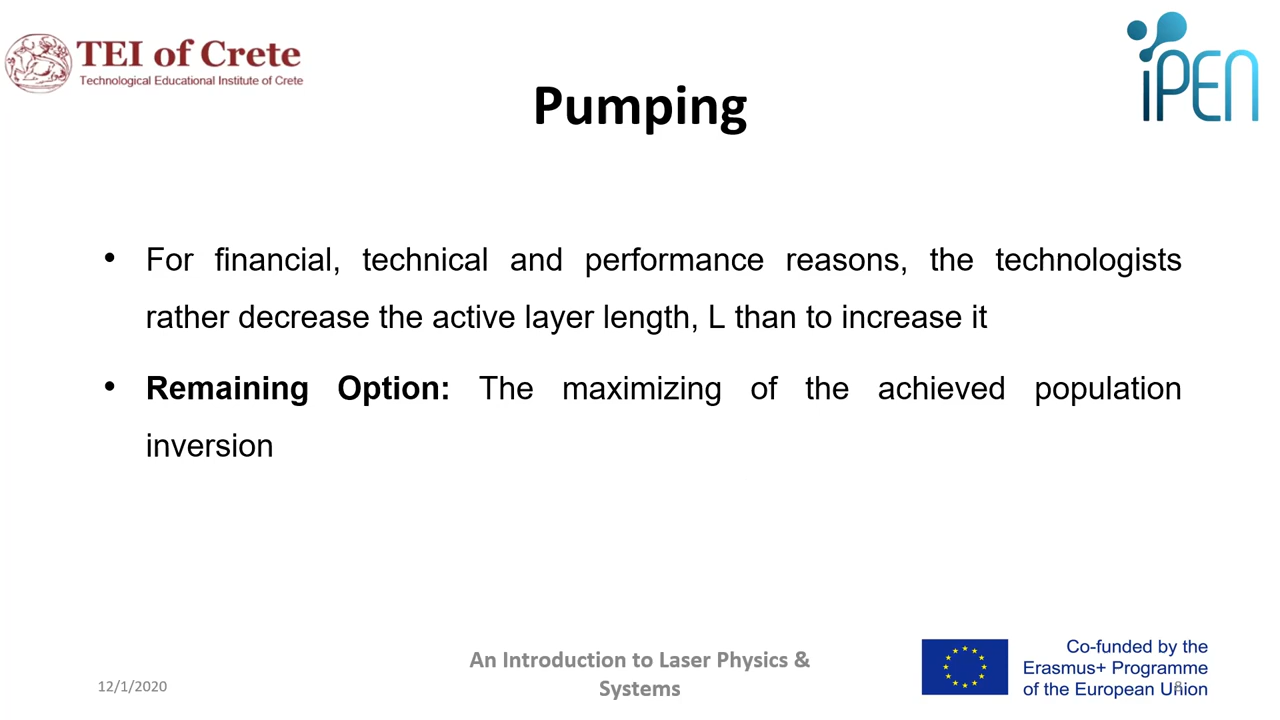 TEI of Crete
Technological Educational Institute of Crete
iPEN
Pumping
• For financial, technical and performance reasons, the technologists
rather decrease the active layer length, L than to increase it
• Remaining Option: The maximizing of the achieved population
inversion
12/1/2020
An Introduction to Laser Physics &
Systems
Co-funded by the
Erasmus+ Programme
of the European Union
8